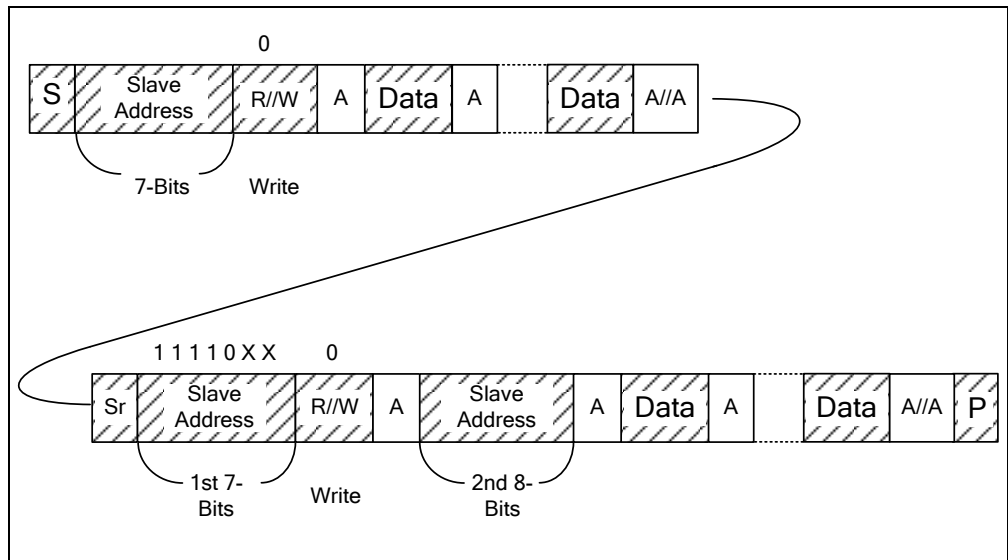 0
S Slave Address R//W A Data A Data A//A
7-Bits Write
1 1 1 1 0 X X 0
Sr Slave Address R//W A Slave Address A Data A Data A//A P
1st 7-Bits Write 2nd 8-Bits